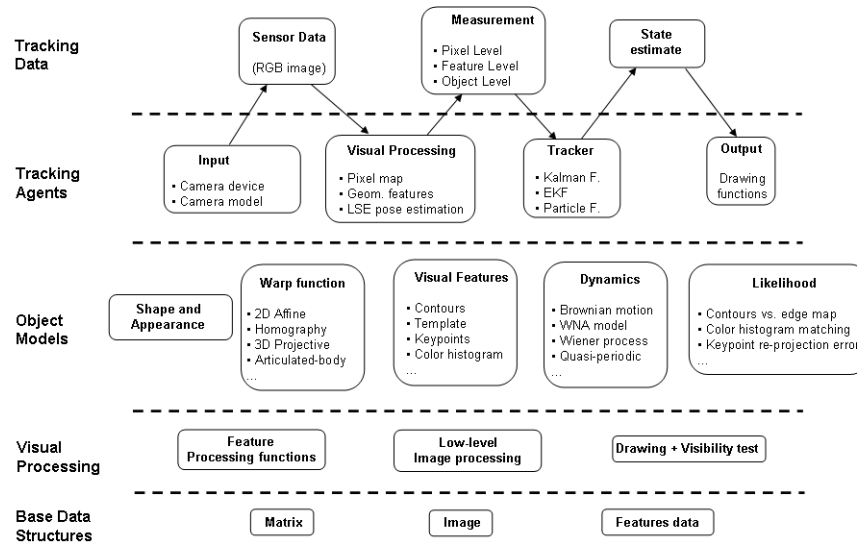 Tracking
Data
Sensor Data
(RGB image)
Measurement
▪ Pixel Level
▪ Feature Level
▪ Object Level
State
estimate
Tracking
Agents
Input
▪ Camera device
▪ Camera model
Visual Processing
▪ Pixel map
▪ Geom. features
▪ LSE pose estimation
Tracker
▪ Kalman F.
▪ EKF
▪ Particle F.
Output
Drawing
functions
Object
Models
Shape and
Appearance
Warp function
▪ 2D Affine
▪ Homography
▪ 3D Projective
▪ Articulated-body
...
Visual Features
▪ Contours
▪ Template
▪ Keypoints
▪ Color histogram
...
Dynamics
▪ Brownian motion
▪ WNA model
▪ Wiener process
▪ Quasi-periodic
...
Likelihood
▪ Contours vs. edge map
▪ Color histogram matching
▪ Keypoint re-projection error
...
Visual
Processing
Feature
Processing functions
Low-level
Image processing
Drawing + Visibility test
Base Data
Structures
Matrix
Image
Features data